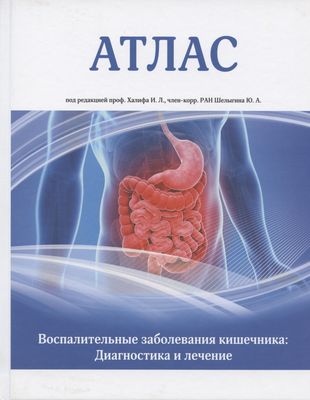 АТЛАС
под редакцией проф. Халифа И. Л., член-корр. РАН Шелыгина Ю. А.
Воспалительные заболевания кишечника:
Диагностика и лечение